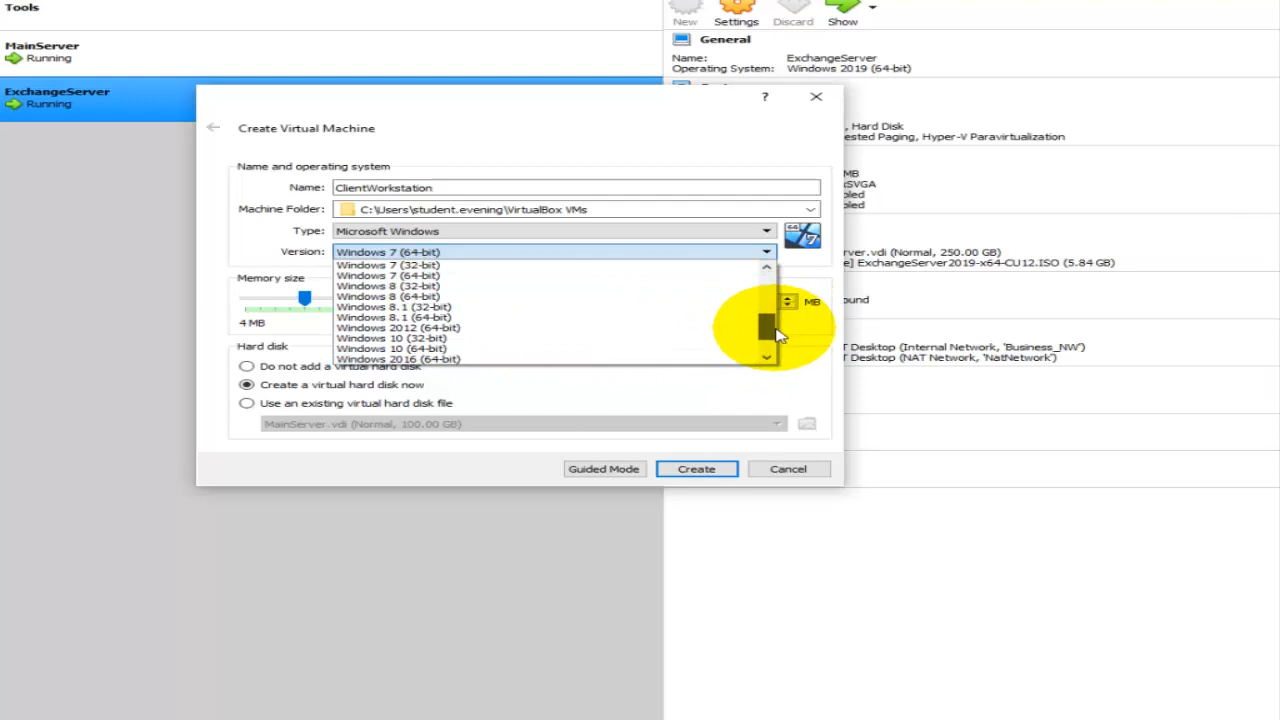 Tools
New Settings Discard Show
MainServer
Running
General
Name: ExchangeServer
Operating System: Windows 2019 (64-bit)
ExchangeServer
Running
?
Create Virtual Machine
, Hard Disk
ested Paging, Hyper-V Paravirtualization
Name and operating system
MB
xSVGA
bled
bled
Name: ClientWorkstation
Machine Folder: C:\Users\student.evening\VirtualBox VMs
Type: Microsoft Windows
64
7
Version: Windows 7 (64-bit)
rver.vdi (Normal, 250.00 GB)
e] ExchangeServer2019-x64-CU12.ISO (5.84 GB)
Windows 7 (32-bit)
Windows 7 (64-bit)
Windows 8 (32-bit)
Windows 8 (64-bit)
Windows 8.1 (32-bit)
Windows 8.1 (64-bit)
Windows 2012 (64-bit)
Windows 10 (32-bit)
Windows 10 (64-bit)
Windows 2016 (64-bit)
Memory size
MB
4 MB
ound
T Desktop (Internal Network, 'Business_NW')
T Desktop (NAT Network, 'NatNetwork')
Hard disk
Do not add a virtual hard disk
Create a virtual hard disk now
Use an existing virtual hard disk file
MainServer.vdi (Normal, 100.00 GB)
Guided Mode Create Cancel